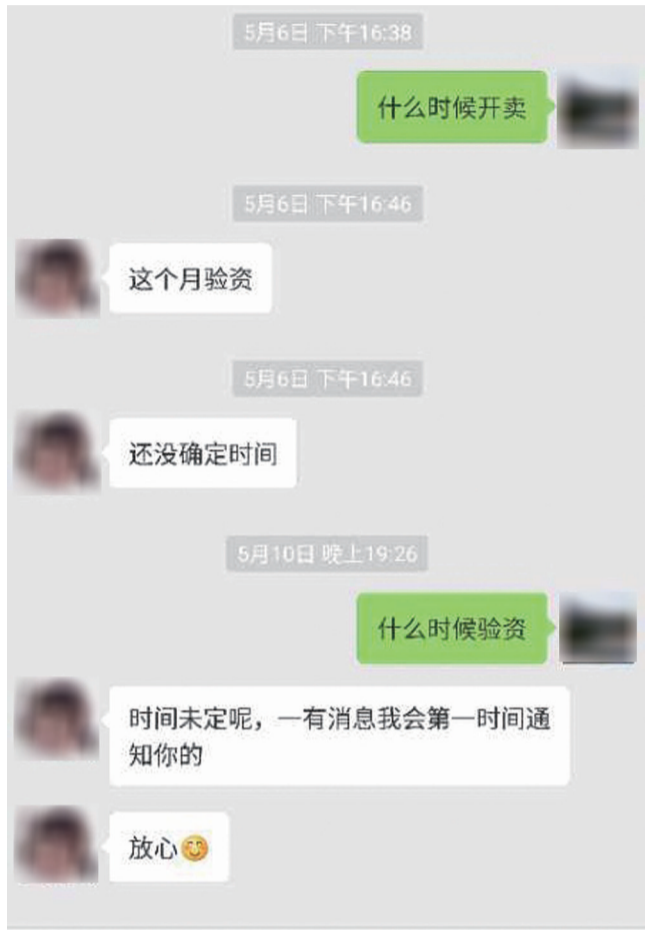 5月6日 下午16:38
什么时候开卖
5月6日 下午16:46
这个月验资
5月6日 下午16:46
还没确定时间
5月10日 晚上19:26
什么时候验资
时间未定呢，一有消息我会第一时间通
知你的
放心😊